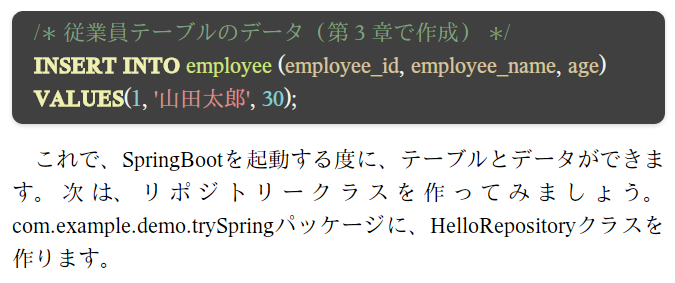 /* 従業員テーブルのデータ（第 3 章で作成） */
INSERT INTO employee (employee_id, employee_name, age)
VALUES(1, '山田太郎', 30);
これで、SpringBootを起動する度に、テーブルとデータができま
す。次は、リポジトリークラスを作ってみましょう。
com.example.demo.trySpringパッケージに、HelloRepositoryクラスを
作ります。